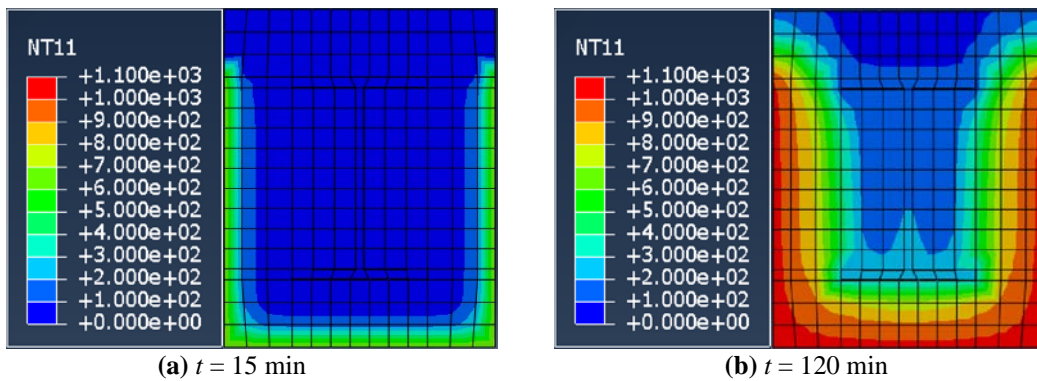 NT11
+1.100e+03
+1.000e+03
+9.000e+02
+8.000e+02
+7.000e+02
+6.000e+02
+5.000e+02
+4.000e+02
+3.000e+02
+2.000e+02
+1.000e+02
+0.000e+00
(a) t = 15 min
NT11
+1.100e+03
+1.000e+03
+9.000e+02
+8.000e+02
+7.000e+02
+6.000e+02
+5.000e+02
+4.000e+02
+3.000e+02
+2.000e+02
+1.000e+02
+0.000e+00
(b) t = 120 min